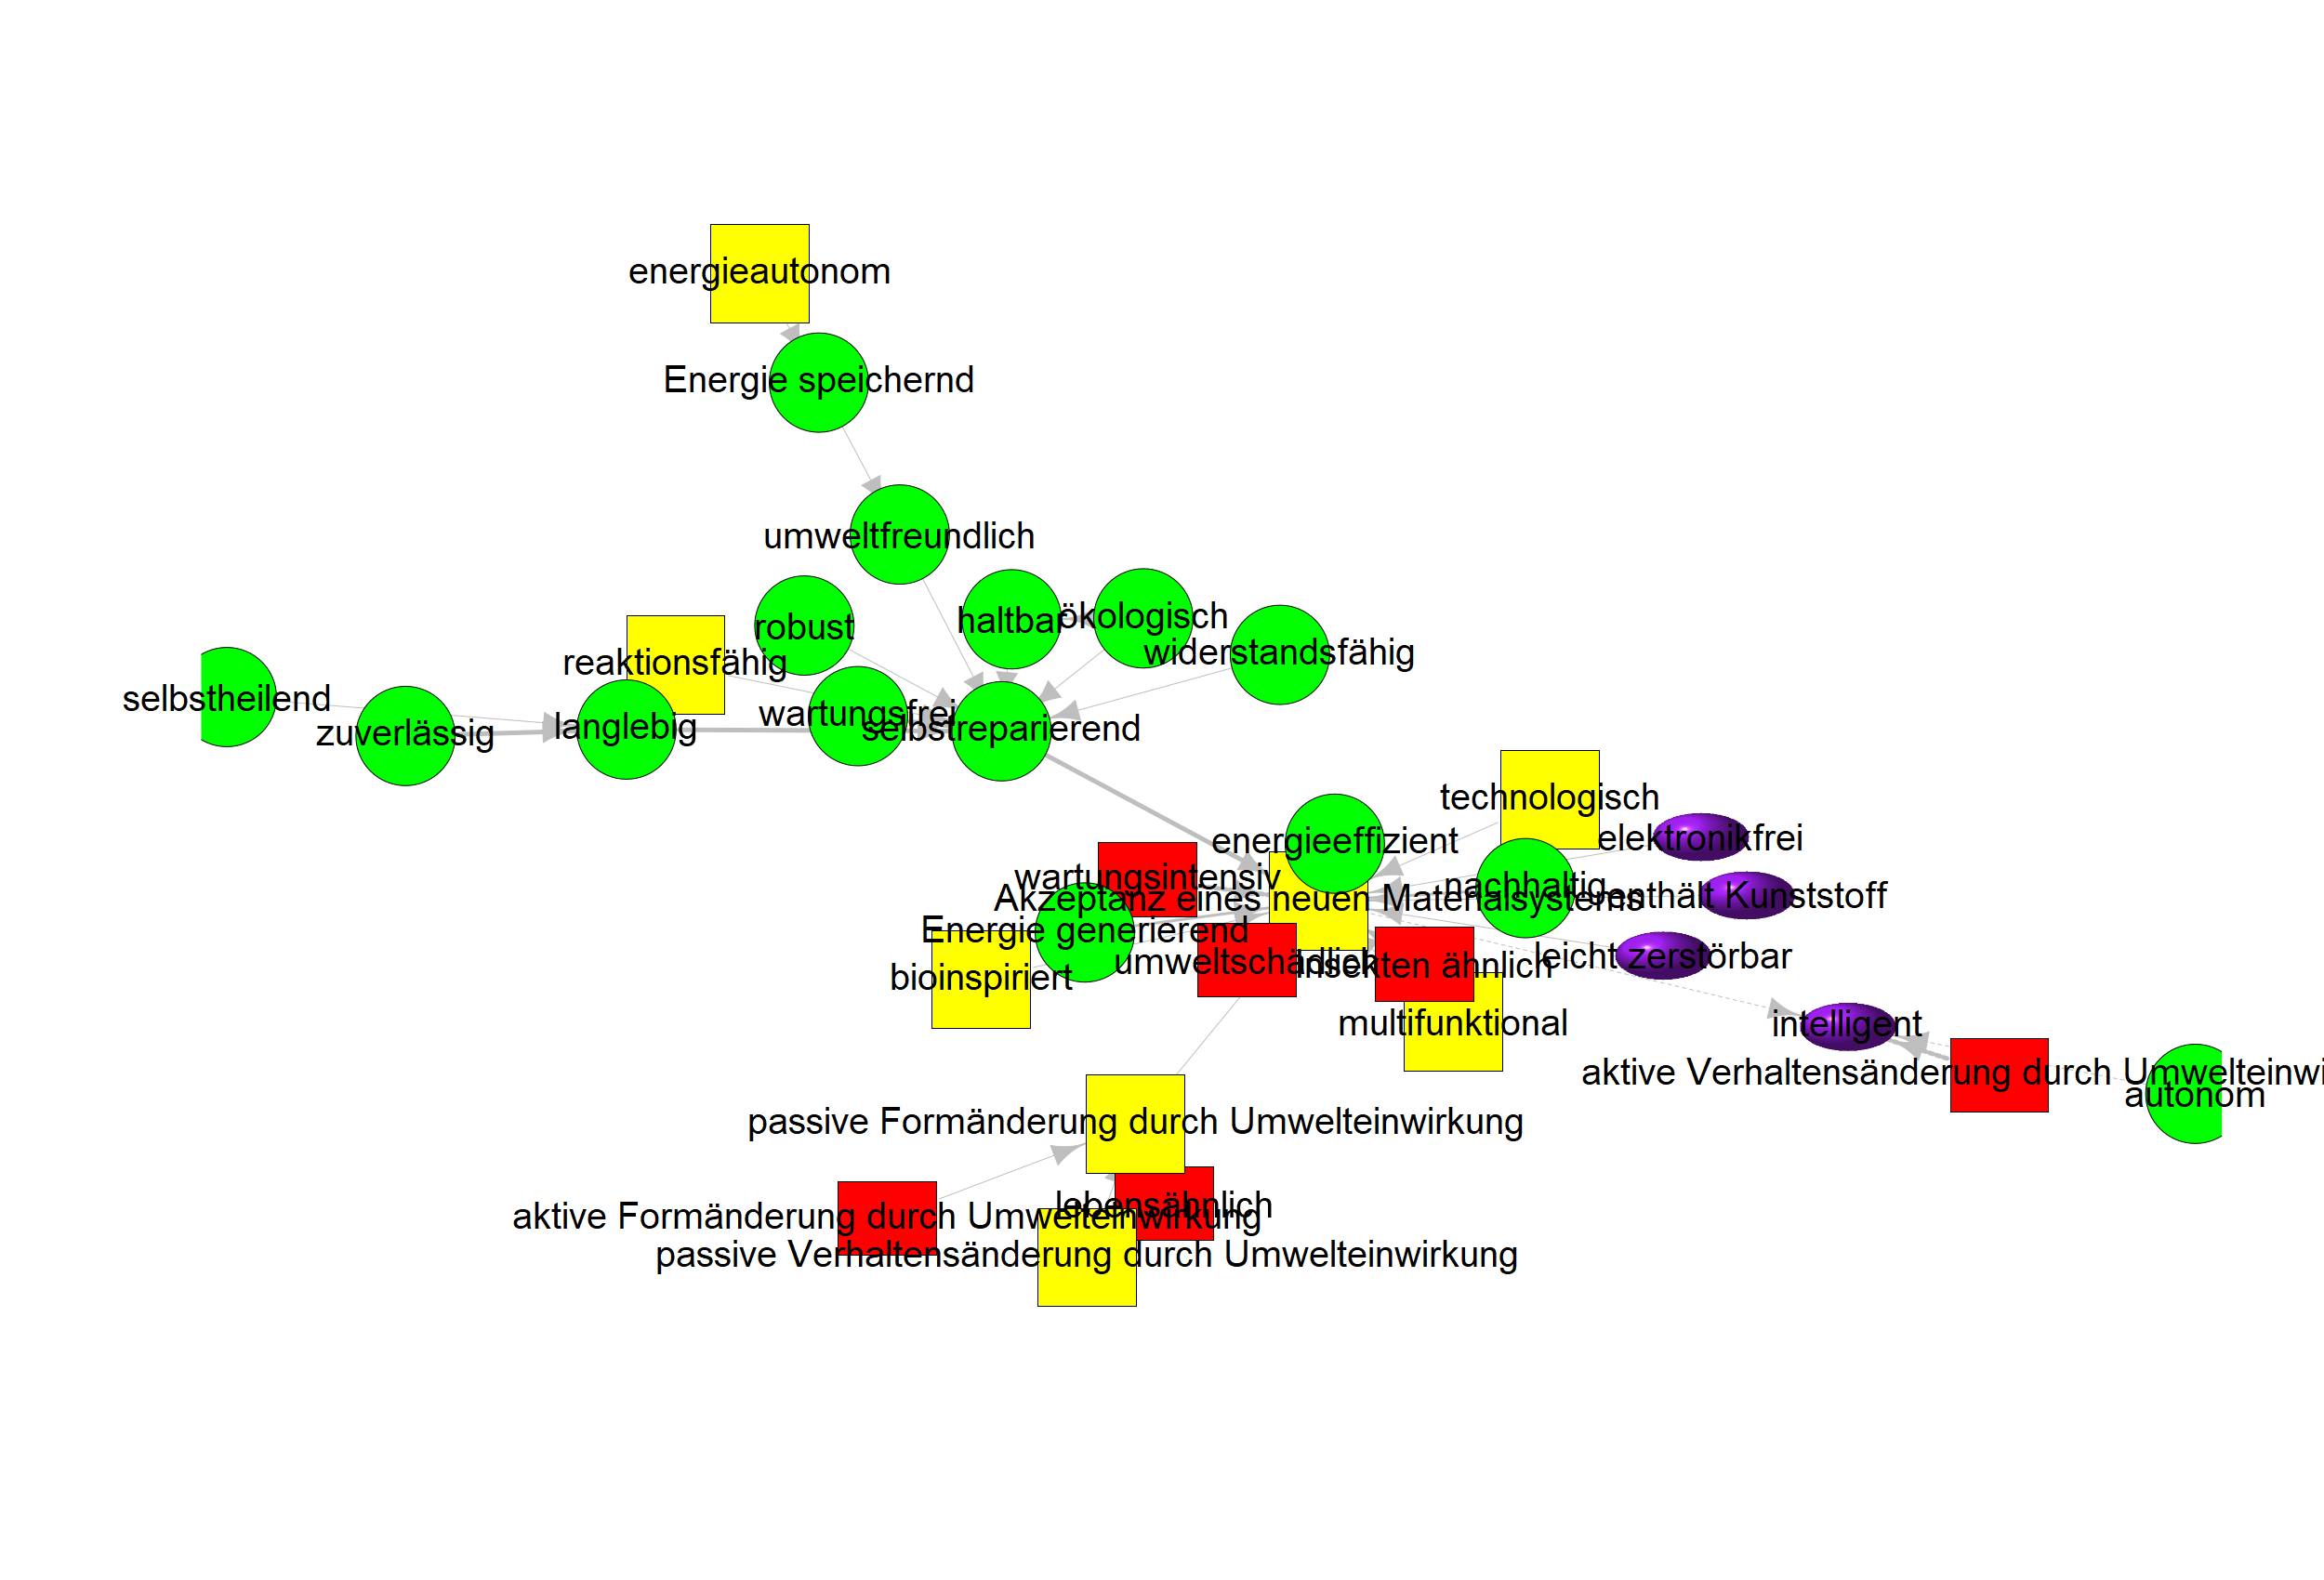 energieautonom
Energie speichernd
umweltfreundlich
haltbar
ökologisch
robust
widerstandsfähig
reaktionsfähig
selbstheilend
zuverlässig
langlebig
wartungsfrei
selbstreparierend
technologisch
energieeffizient
elektronikfrei
wartungsintensiv
nachhaltig
Akzeptanz eines neuen Materialsystems
enthält Kunststoff
Energie generierend
umweltschädlich
insekten ähnlich
leicht zerstörbar
bioinspiriert
multifunktional
intelligent
aktive Verhaltensänderung durch Umwelteinwi
autonom
passive Formänderung durch Umwelteinwirkung
lebensähnlich
aktive Formänderung durch Umwelteinwirkung
passive Verhaltensänderung durch Umwelteinwirkung